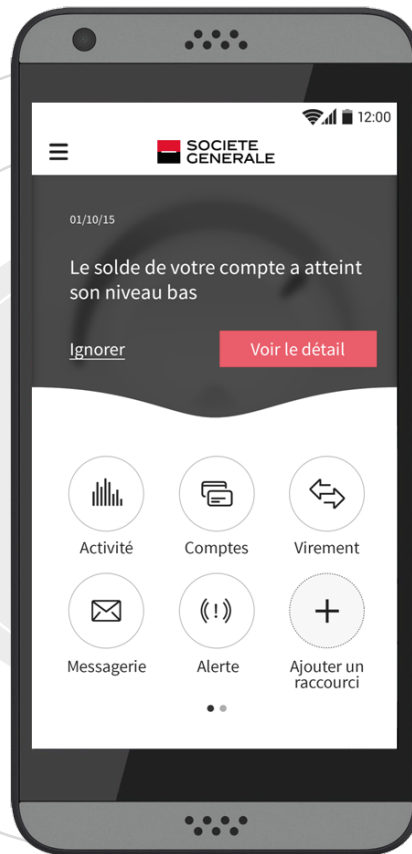 12:00
SOCIETE
GENERALE
01/10/15
Le solde de votre compte a atteint
son niveau bas
Ignorer
Voir le détail
Activité
Comptes
Virement
Messagerie
Alerte
Ajouter un
raccourci